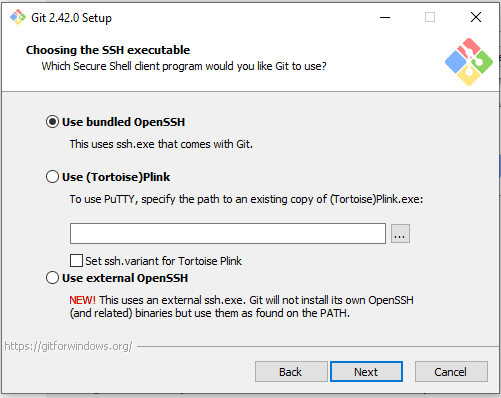 Git 2.42.0 Setup
Choosing the SSH executable
Which Secure Shell client program would you like Git to use?
Use bundled OpenSSH
This uses ssh.exe that comes with Git.
Use (Tortoise)Plink
To use PuTTY, specify the path to an existing copy of (Tortoise)Plink.exe:
...
Set ssh.variant for Tortoise Plink
Use external OpenSSH
NEW! This uses an external ssh.exe. Git will not install its own OpenSSH
(and related) binaries but use them as found on the PATH.
https://gitforwindows.org/
Back Next Cancel